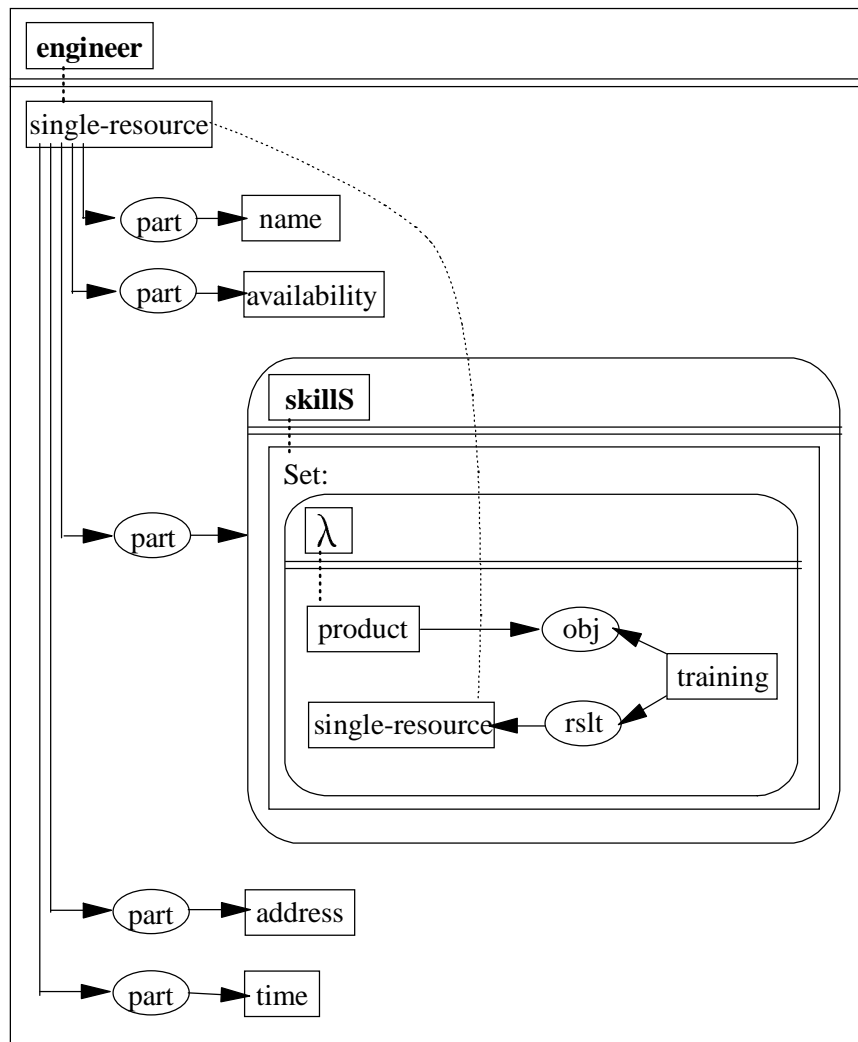 engineer
single-resource
part
name
part
availability
skillS
Set:
λ
part
product
obj
training
single-resource
rslt
part
address
part
time